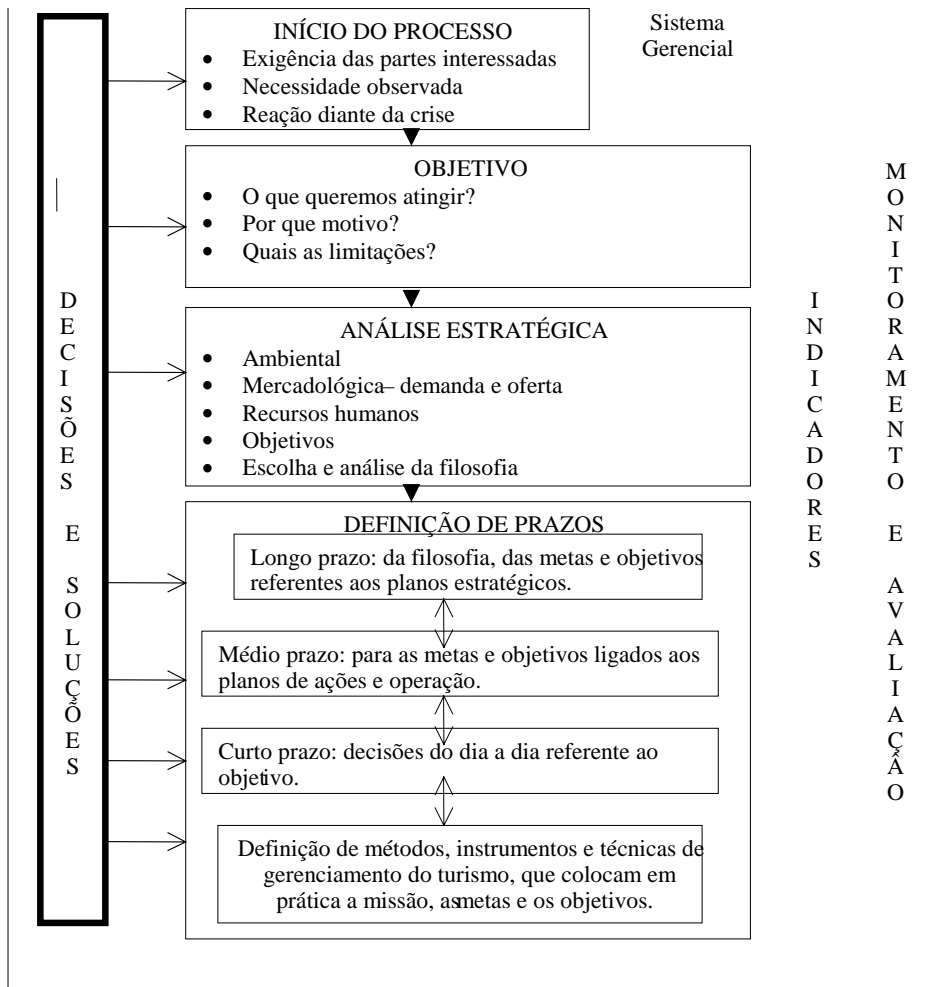 INÍCIO DO PROCESSO
• Exigência das partes interessadas
• Necessidade observada
• Reação diante da crise
Sistema
Gerencial
OBJETIVO
• O que queremos atingir?
• Por que motivo?
• Quais as limitações?
ANÁLISE ESTRATÉGICA
• Ambiental
• Mercadológica– demanda e oferta
• Recursos humanos
• Objetivos
• Escolha e análise da filosofia
DEFINIÇÃO DE PRAZOS
Longo prazo: da filosofia, das metas e objetivos
referentes aos planos estratégicos.
Médio prazo: para as metas e objetivos ligados aos
planos de ações e operação.
Curto prazo: decisões do dia a dia referente ao
objetivo.
Definição de métodos, instrumentos e técnicas de
gerenciamento do turismo, que colocam em
prática a missão, asmetas e os objetivos.
DECISÕES E SOLUÇÕES
INDICADORES
MONITORAMENTO E AVALIAÇÂO